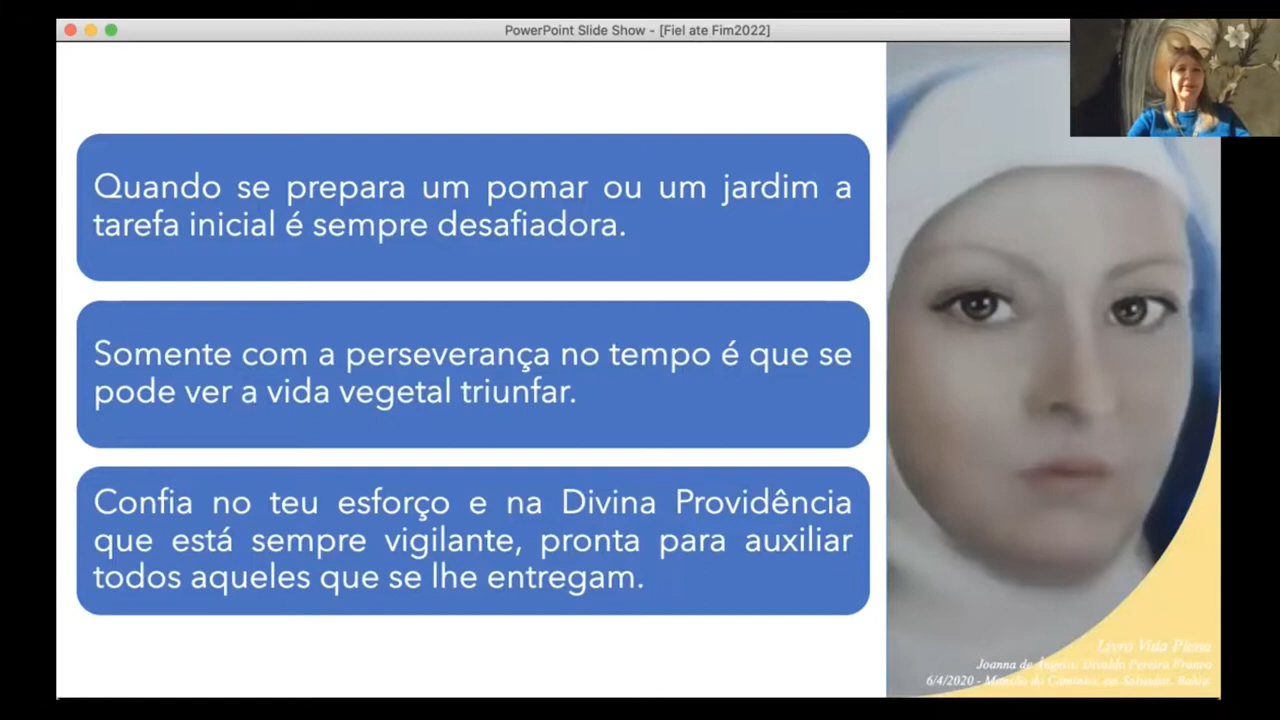 PowerPoint Slide Show - [Fiel ate Fim2022]
Quando se prepara um pomar ou um jardim a
tarefa inicial é sempre desafiadora.
Somente com a perseverança no tempo é que se
pode ver a vida vegetal triunfar.
Confia no teu esforço e na Divina Providência
que está sempre vigilante, pronta para auxiliar
todos aqueles que se lhe entregam.
Livro Vida Plena
Joanna de Ângelis, Divaldo Pereira Franco
6/4/2020 - Mansão do Caminho, em Salvador, Bahia.